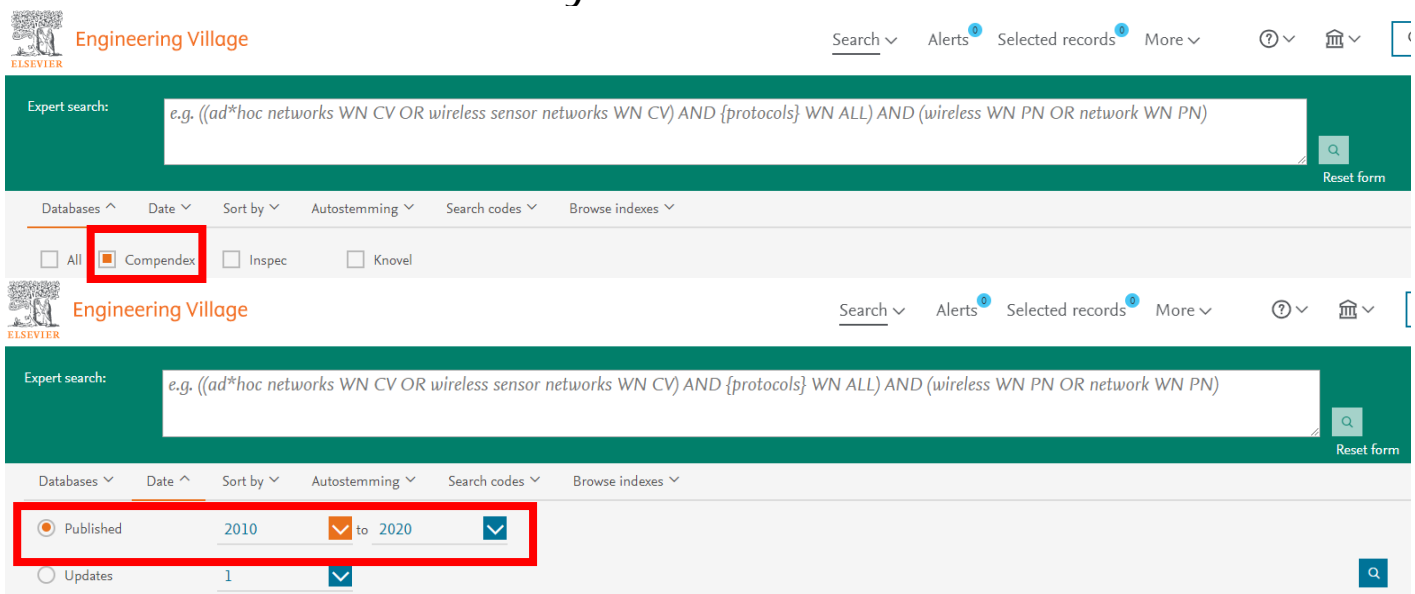 Engineering Village
ELSEVIER
Search Alerts 0 Selected records 0 More
Expert search:
e.g. ((ad*hoc networks WN CV OR wireless sensor networks WN CV) AND {protocols} WN ALL) AND (wireless WN PN OR network WN PN)
Reset form
Databases Date Sort by Autostemming Search codes Browse indexes
All Compendex Inspec Knovel
Engineering Village
ELSEVIER
Search Alerts 0 Selected records 0 More
Expert search:
e.g. ((ad*hoc networks WN CV OR wireless sensor networks WN CV) AND {protocols} WN ALL) AND (wireless WN PN OR network WN PN)
Reset form
Databases Date Sort by Autostemming Search codes Browse indexes
Published 2010 to 2020
Updates 1